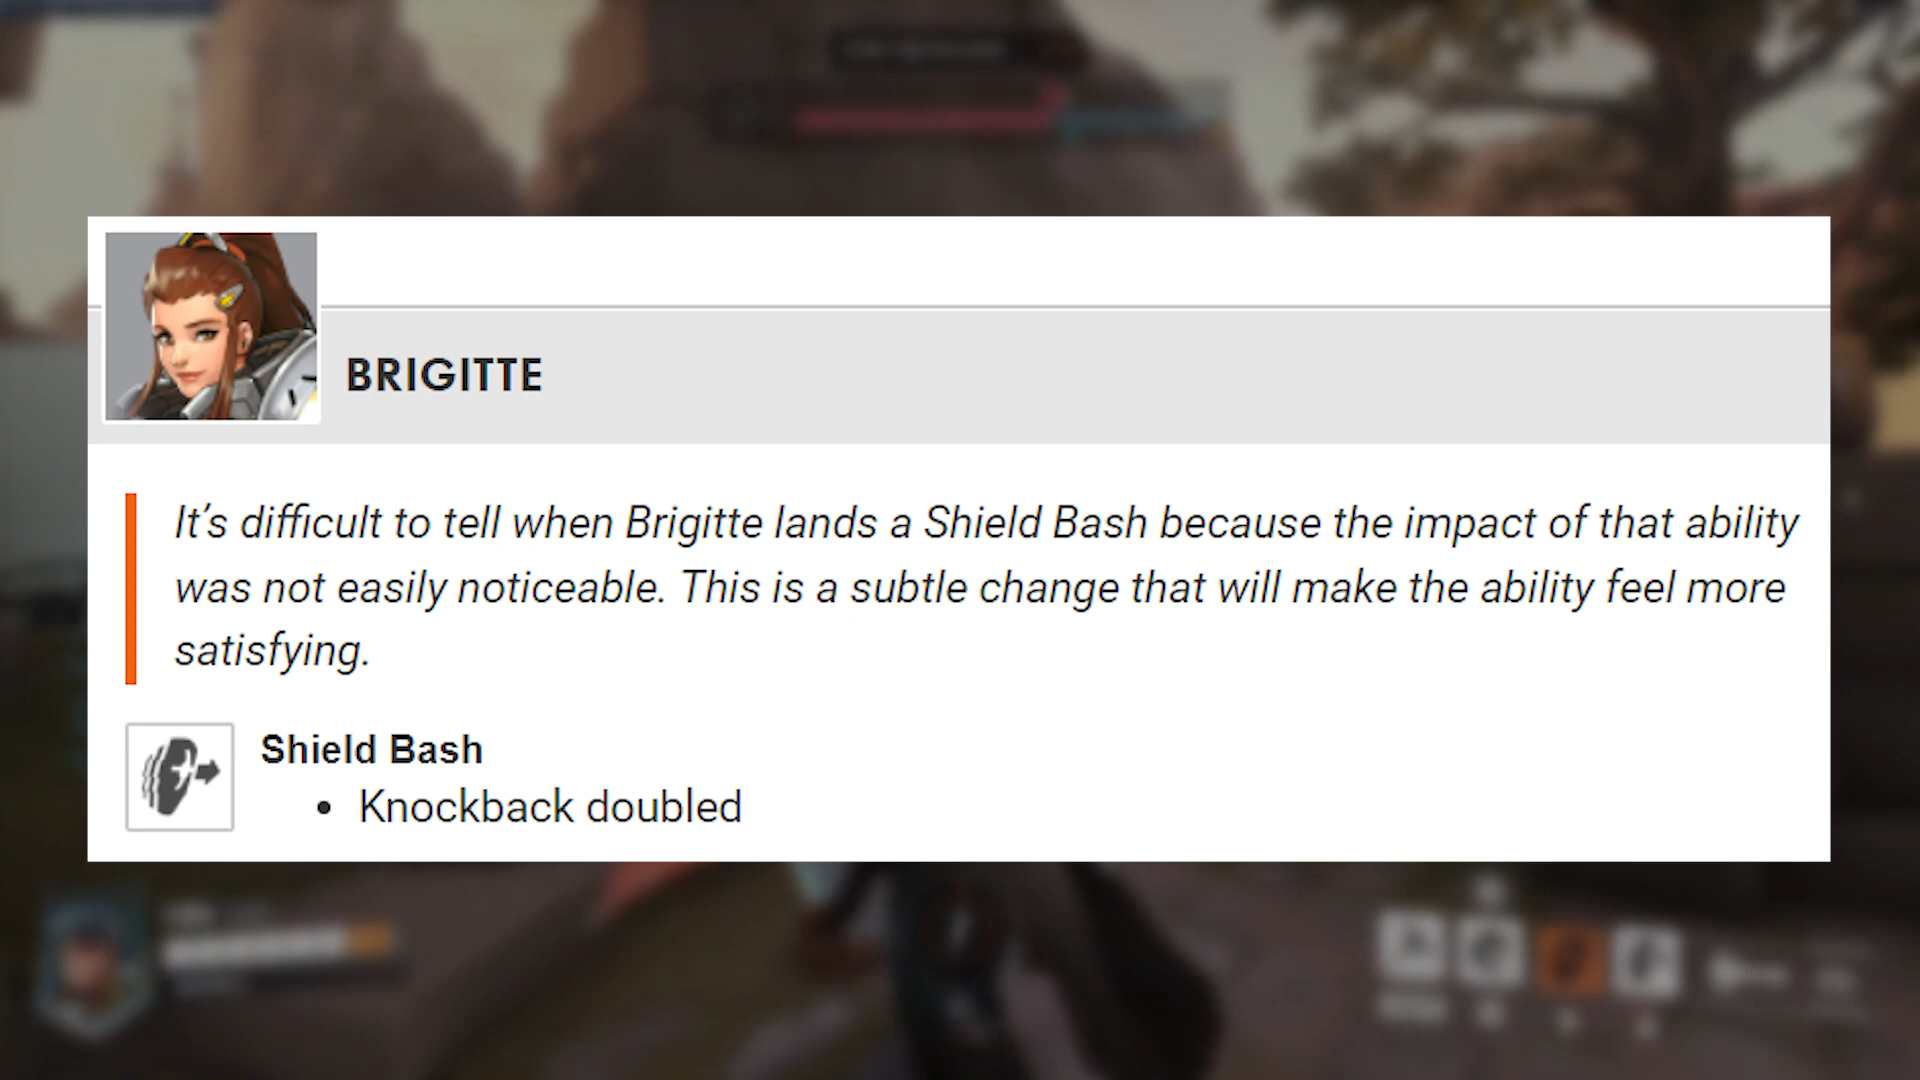 BRIGITTE
It’s difficult to tell when Brigitte lands a Shield Bash because the impact of that ability
was not easily noticeable. This is a subtle change that will make the ability feel more
satisfying.
Shield Bash
• Knockback doubled